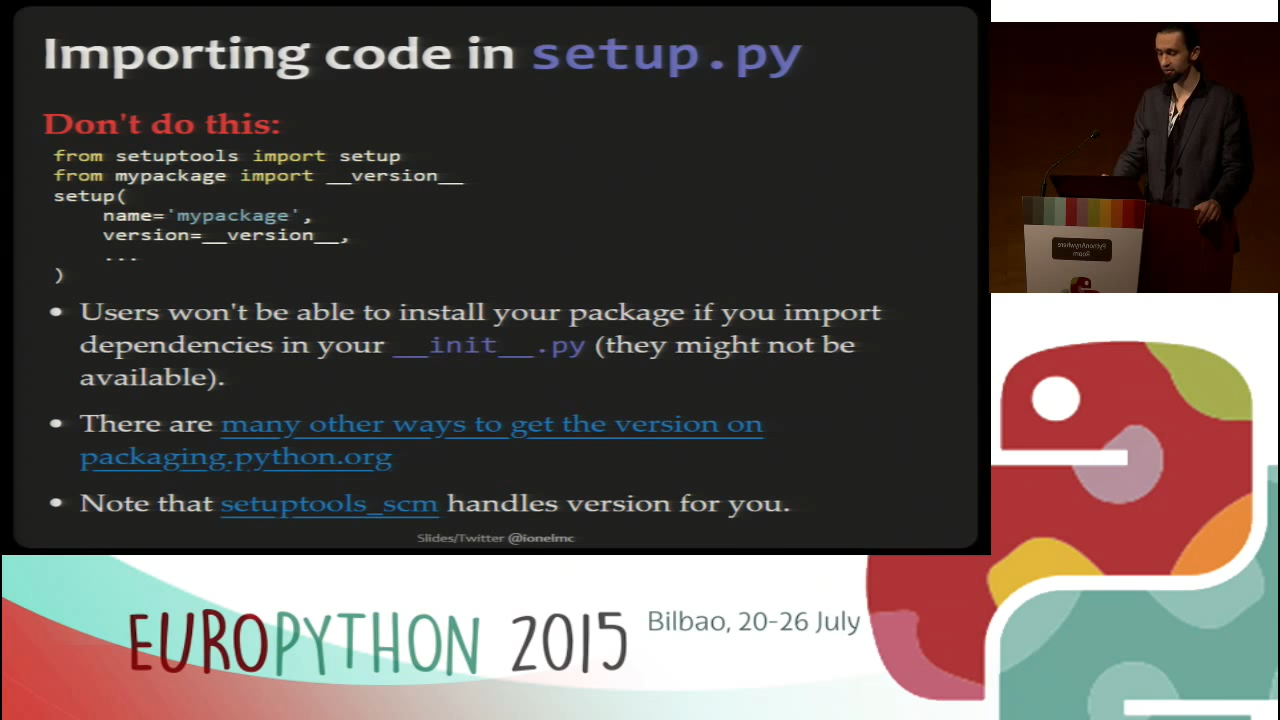 Importing code in setup.py
Don't do this:
from setuptools import setup
from mypackage import __version__
setup(
    name='mypackage',
    version=__version__,
    ...
)
• Users won't be able to install your package if you import
dependencies in your __init__.py (they might not be
available).
• There are many other ways to get the version on
packaging.python.org
• Note that setuptools_scm handles version for you.
Slides/Twitter @ionelmc
PythonAnywhere
Room
EUROPYTHON 2015 Bilbao, 20-26 July